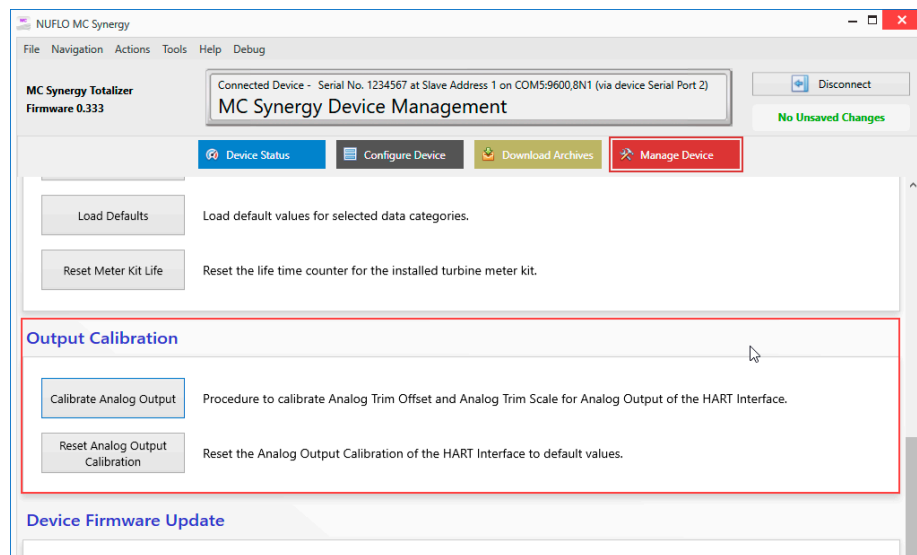 NUFLO MC Synergy
File Navigation Actions Tools Help Debug
MC Synergy Totalizer
Firmware 0.333
Connected Device - Serial No. 1234567 at Slave Address 1 on COM5:9600,8N1 (via device Serial Port 2)
MC Synergy Device Management
Disconnect
No Unsaved Changes
Device Status
Configure Device
Download Archives
Manage Device
Load Defaults
Load default values for selected data categories.
Reset Meter Kit Life
Reset the life time counter for the installed turbine meter kit.
Output Calibration
Calibrate Analog Output
Procedure to calibrate Analog Trim Offset and Analog Trim Scale for Analog Output of the HART Interface.
Reset Analog Output
Calibration
Reset the Analog Output Calibration of the HART Interface to default values.
Device Firmware Update